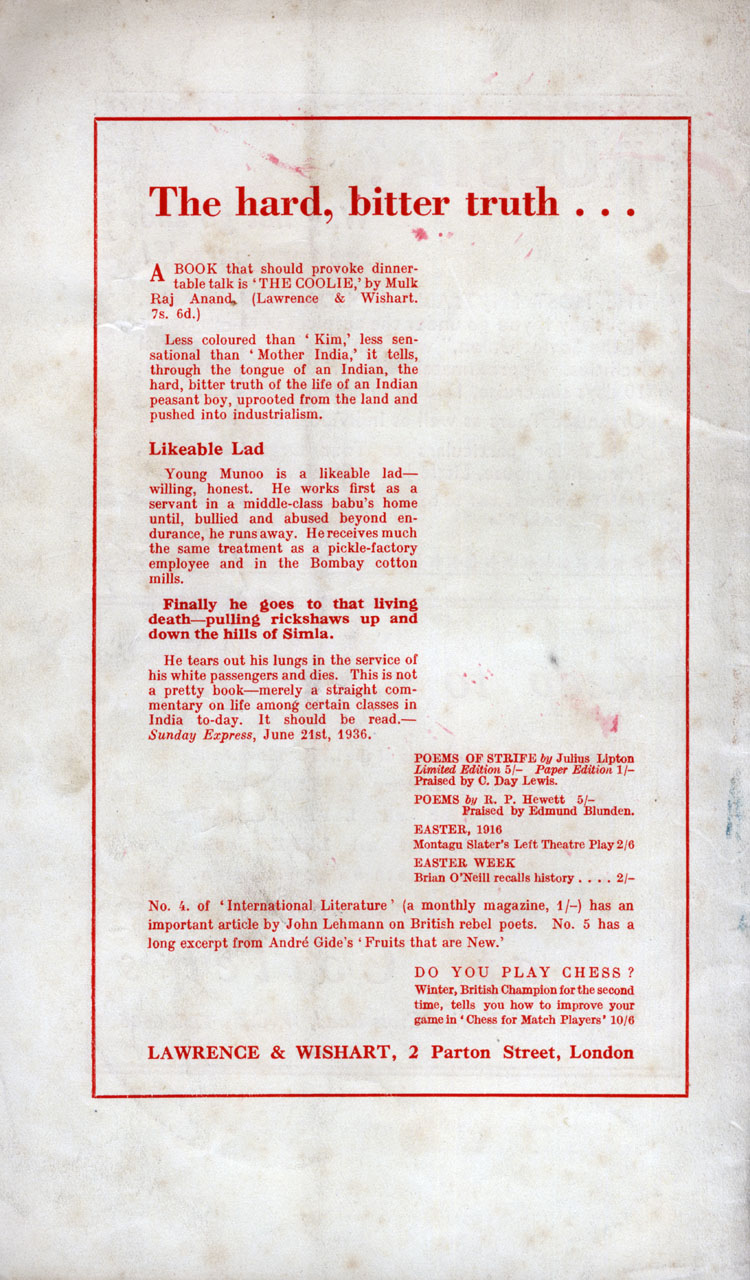 The hard, bitter truth . . .
A BOOK that should provoke dinner-
table talk is ‘ THE COOLIE,’ by Mulk
Raj Anand. (Lawrence & Wishart.
7s. 6d.)
Less coloured than ‘ Kim,’ less sen-
sational than ‘ Mother India,’ it tells,
through the tongue of an Indian, the
hard, bitter truth of the life of an Indian
peasant boy, uprooted from the land and
pushed into industrialism.
Likeable Lad
Young Munoo is a likeable lad—
willing, honest. He works first as a
servant in a middle-class babu’s home
until, bullied and abused beyond en-
durance, he runs away. He receives much
the same treatment as a pickle-factory
employee and in the Bombay cotton
mills.
Finally he goes to that living
death—pulling rickshaws up and
down the hills of Simla.
He tears out his lungs in the service of
his white passengers and dies. This is not
a pretty book—merely a straight com-
mentary on life among certain classes in
India to-day. It should be read.—
Sunday Express, June 21st, 1936.
POEMS OF STRIFE by Julius Lipton
Limited Edition 5/– Paper Edition 1/–
Praised by C. Day Lewis.
POEMS by R. P. Hewett 5/–
Praised by Edmund Blunden.
EASTER, 1916
Montagu Slater’s Left Theatre Play 2/6
EASTER WEEK
Brian O’Neill recalls history . . . . 2/–
No. 4. of ‘ International Literature ’ (a monthly magazine, 1/–) has an
important article by John Lehmann on British rebel poets. No. 5 has a
long excerpt from André Gide’s ‘ Fruits that are New.’
DO YOU PLAY CHESS ?
Winter, British Champion for the second
time, tells you how to improve your
game in ‘ Chess for Match Players’ 10/6
LAWRENCE & WISHART, 2 Parton Street, London